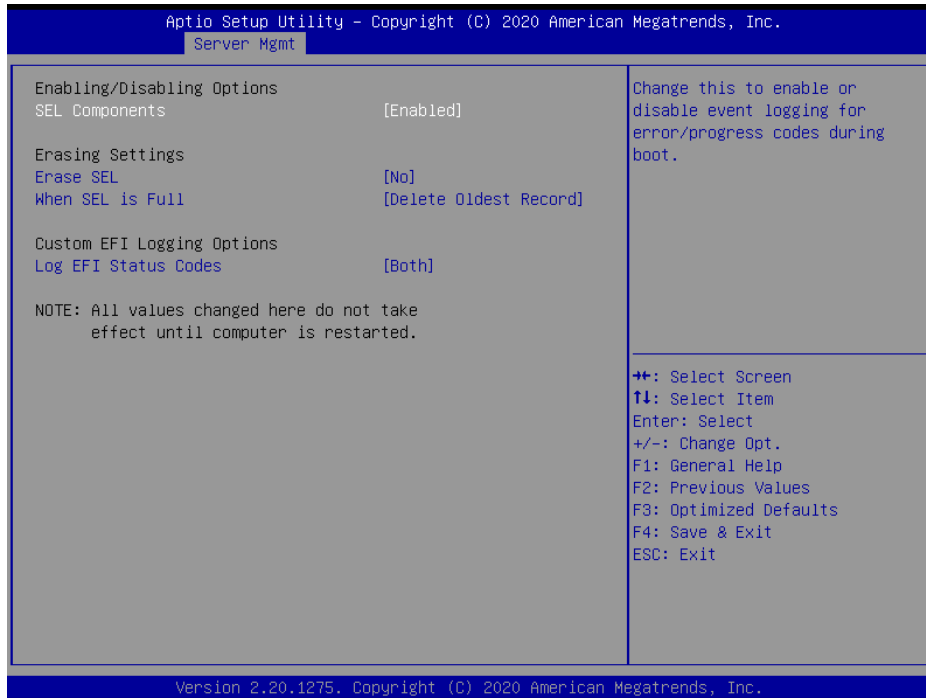 Aptio Setup Utility – Copyright (C) 2020 American Megatrends, Inc.
Server Mgmt
Enabling/Disabling Options
SEL Components [Enabled]
Erasing Settings
Erase SEL [No]
When SEL is Full [Delete Oldest Record]
Custom EFI Logging Options
Log EFI Status Codes [Both]
NOTE: All values changed here do not take
effect until computer is restarted.
Change this to enable or
disable event logging for
error/progress codes during
boot.
→←: Select Screen
↑↓: Select Item
Enter: Select
+/-: Change Opt.
F1: General Help
F2: Previous Values
F3: Optimized Defaults
F4: Save & Exit
ESC: Exit
Version 2.20.1275. Copyright (C) 2020 American Megatrends, Inc.